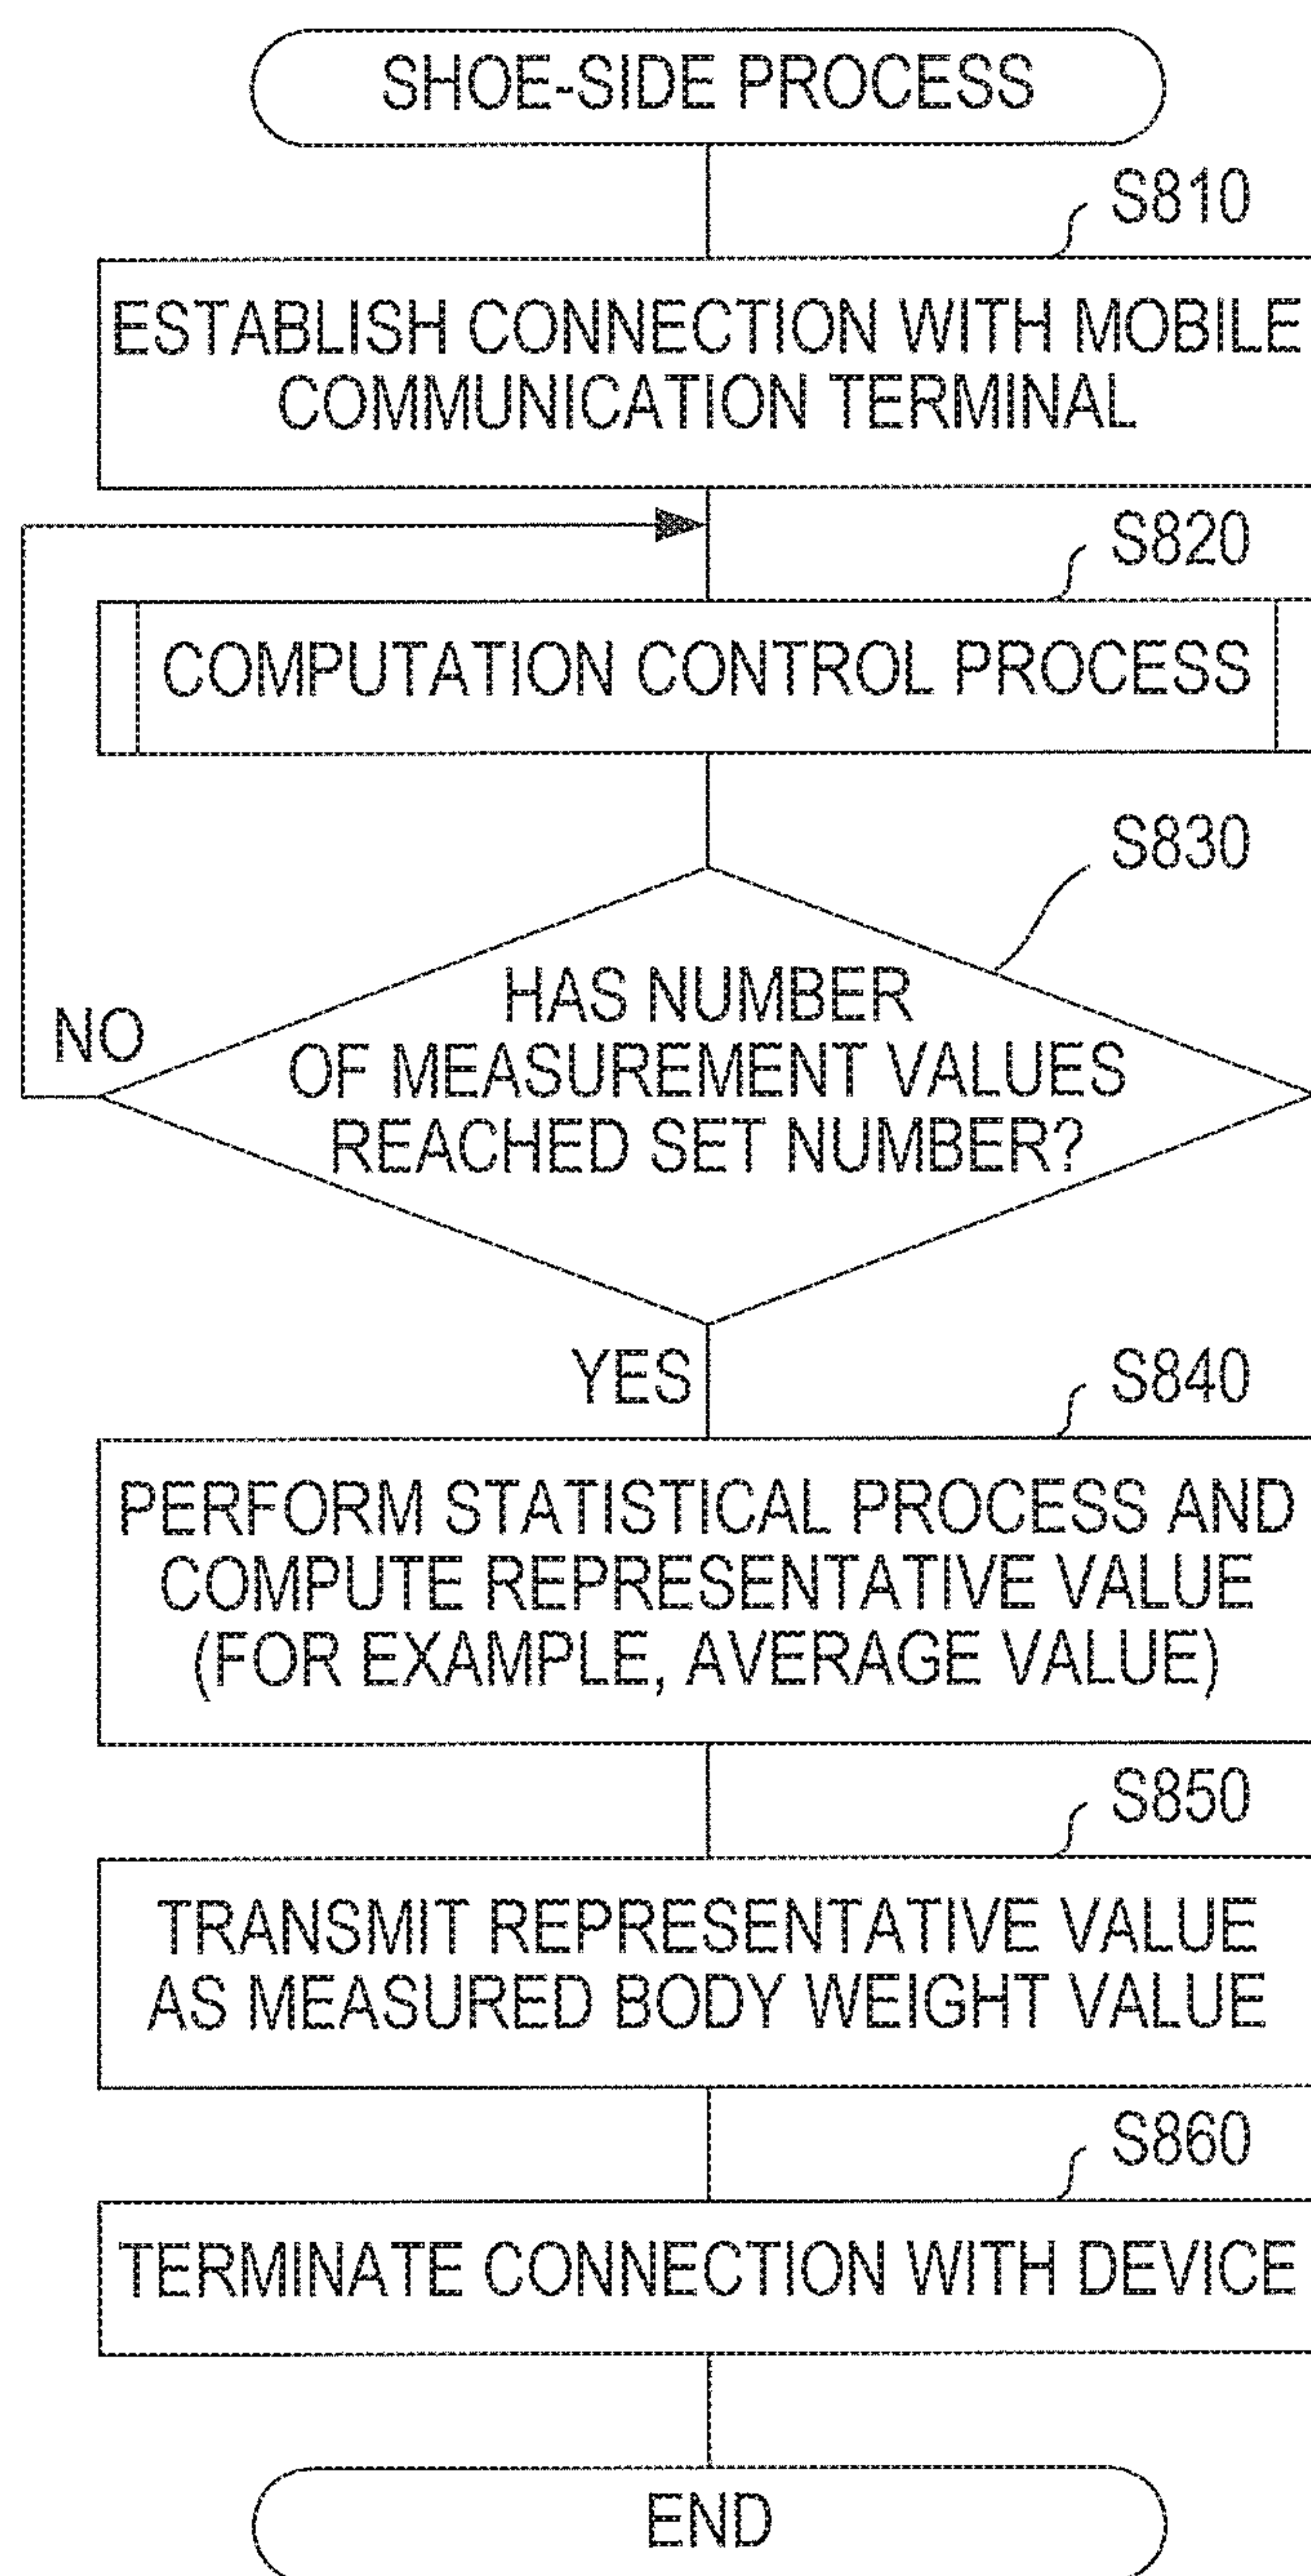 SHOE-SIDE PROCESS
S810
ESTABLISH CONNECTION WITH MOBILE
COMMUNICATION TERMINAL
S820
COMPUTATION CONTROL PROCESS
S830
HAS NUMBER
OF MEASUREMENT VALUES
REACHED SET NUMBER?
NO
YES
S840
PERFORM STATISTICAL PROCESS AND
COMPUTE REPRESENTATIVE VALUE
(FOR EXAMPLE, AVERAGE VALUE)
S850
TRANSMIT REPRESENTATIVE VALUE
AS MEASURED BODY WEIGHT VALUE
S860
TERMINATE CONNECTION WITH DEVICE
END